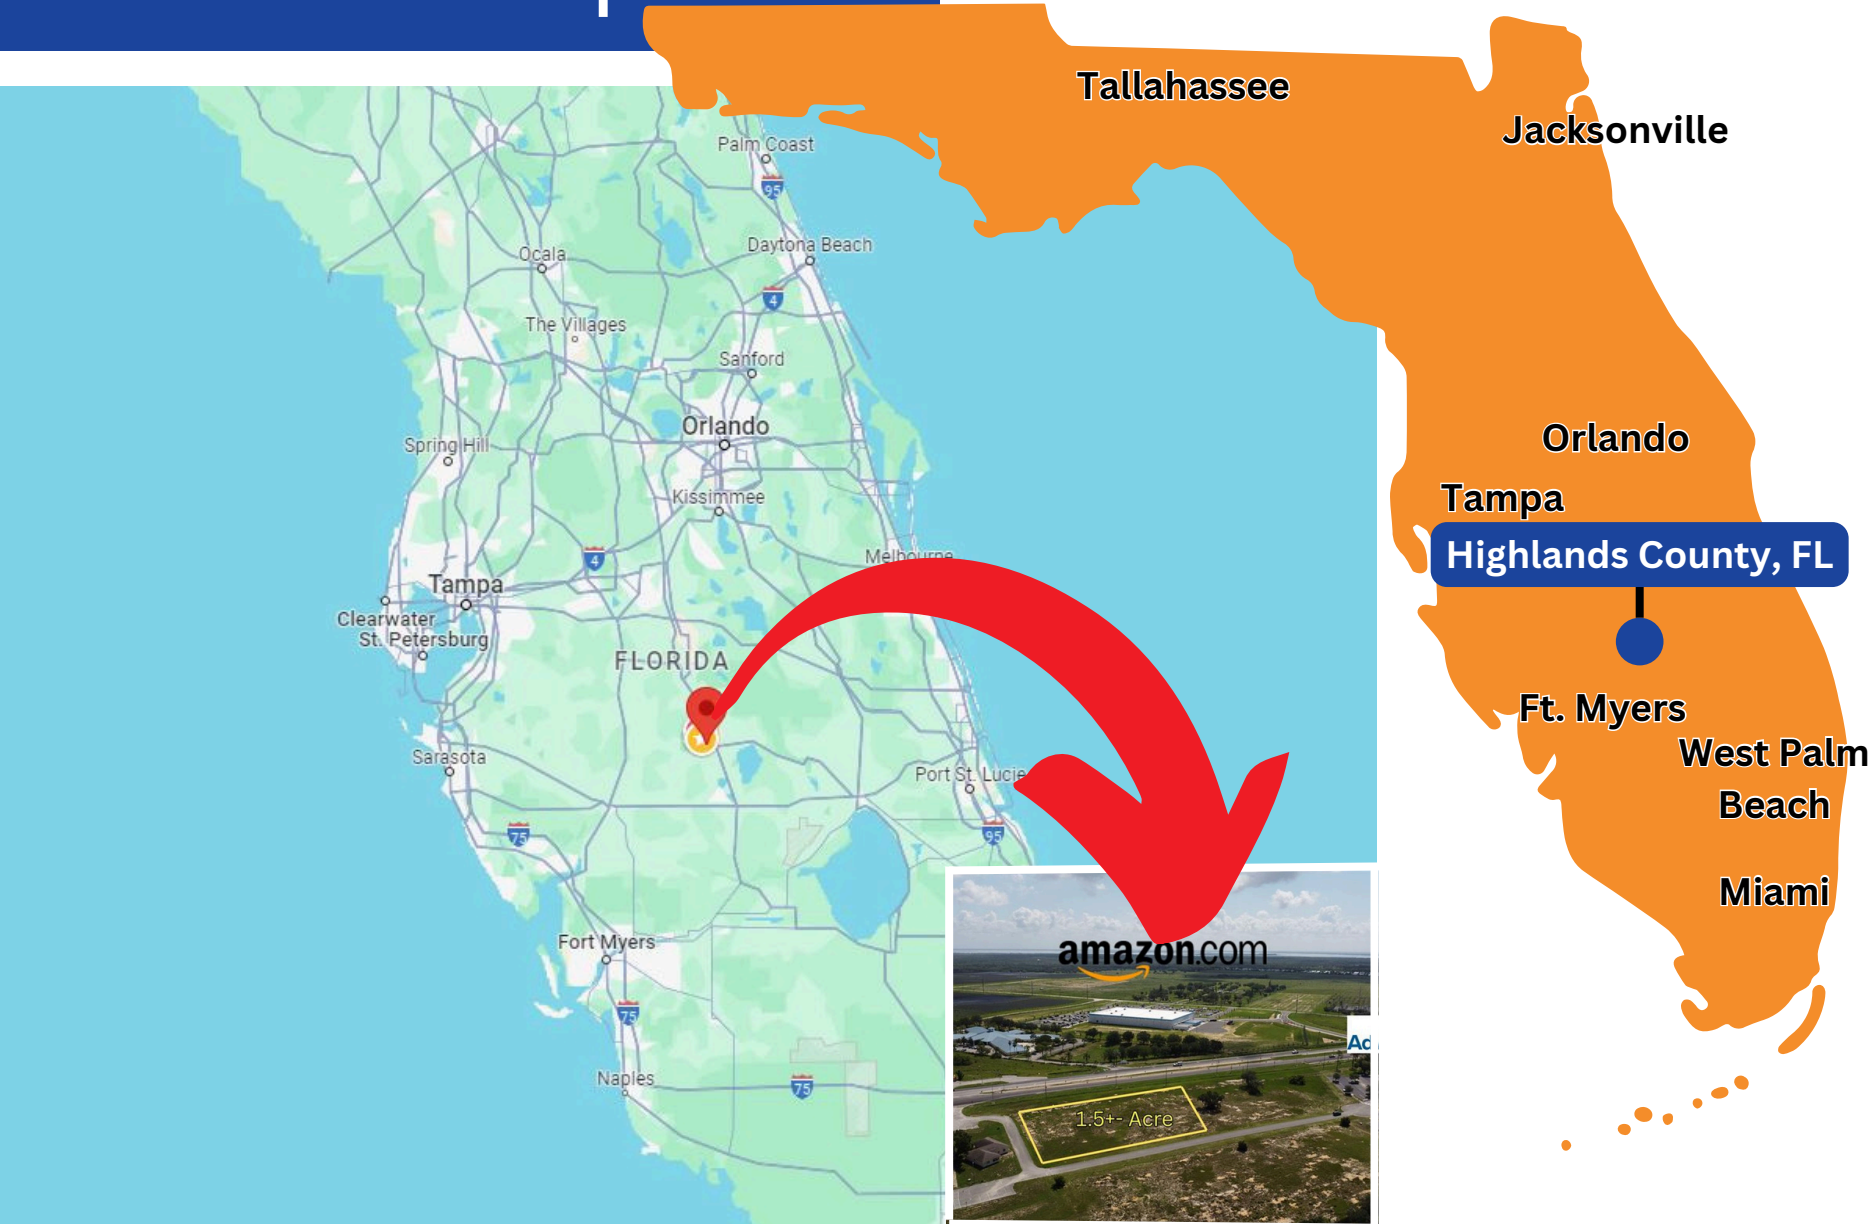 Palm Coast
95
Daytona Beach
Ocala
4
The Villages
Sanford
Orlando
Spring Hill
Kissimmee
Melbourne
4
Tampa
Clearwater
St. Petersburg
FLORIDA
Sarasota
Port St. Lucie
75
95
Fort Myers
75
Naples
75
amazon.com
Ad
1.5+- Acre
Tallahassee
Jacksonville
Orlando
Tampa
Highlands County, FL
Ft. Myers
West Palm
Beach
Miami